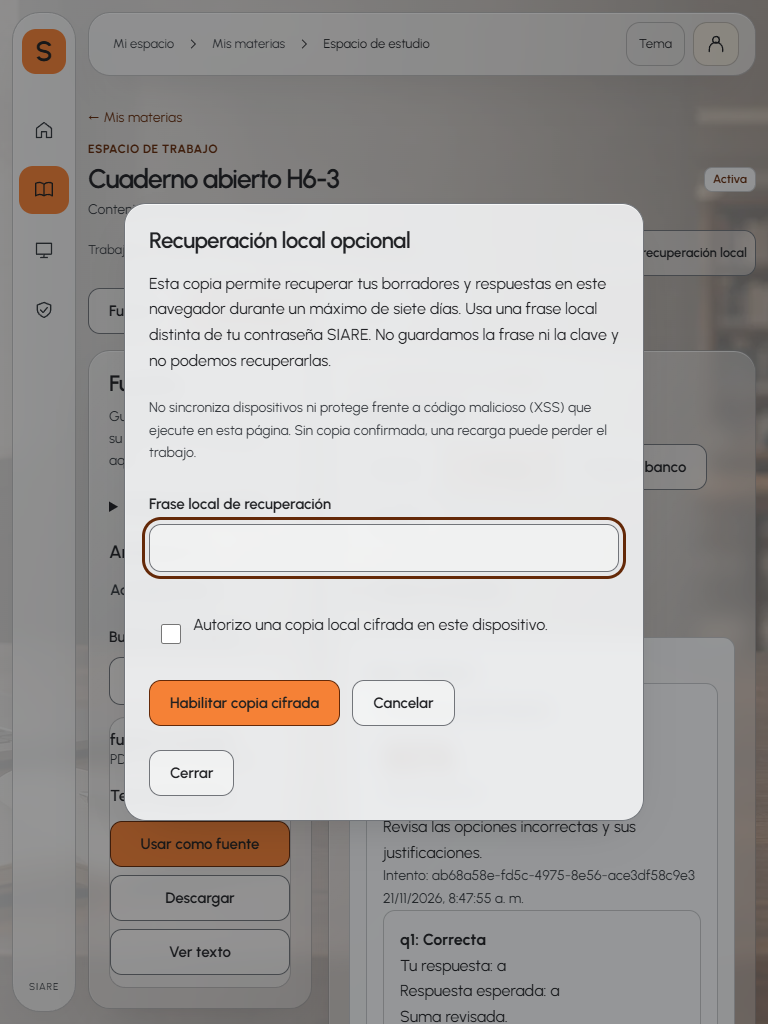 S
Mi espacio > Mis materias > Espacio de estudio
Tema
← Mis materias
ESPACIO DE TRABAJO
Cuaderno abierto H6-3
Activa
recuperación local
Recuperación local opcional
Esta copia permite recuperar tus borradores y respuestas en este
navegador durante un máximo de siete días. Usa una frase local
distinta de tu contraseña SIARE. No guardamos la frase ni la clave y
no podemos recuperarlas.
No sincroniza dispositivos ni protege frente a código malicioso (XSS) que
ejecute en esta página. Sin copia confirmada, una recarga puede perder el
trabajo.
banco
Frase local de recuperación
Autorizo una copia local cifrada en este dispositivo.
Habilitar copia cifrada
Cancelar
Cerrar
Usar como fuente
Descargar
Ver texto
Revisa las opciones incorrectas y sus
justificaciones.
Intento: ab68a58e-fd5c-4975-8e56-ace3df58c9e3
21/11/2026, 8:47:55 a. m.
q1: Correcta
Tu respuesta: a
Respuesta esperada: a
Suma revisada.
SIARE